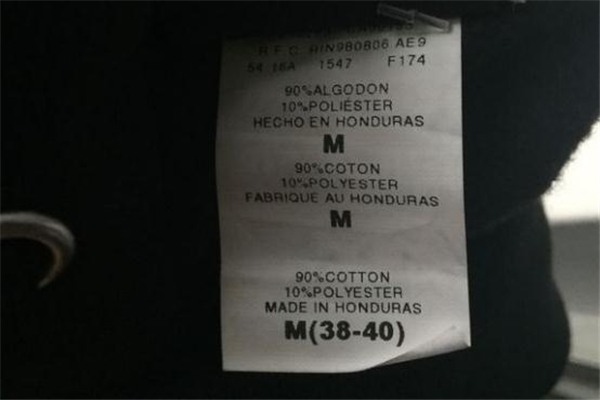 R F C RIN980806 AE9
54 16A 1547 F174
90%ALGODON
10%POLIÉSTER
HECHO EN HONDURAS
M
90%COTON
10%POLYESTER
FABRIQUE AU HONDURAS
M
90%COTTON
10%POLYESTER
MADE IN HONDURAS
M(38-40)